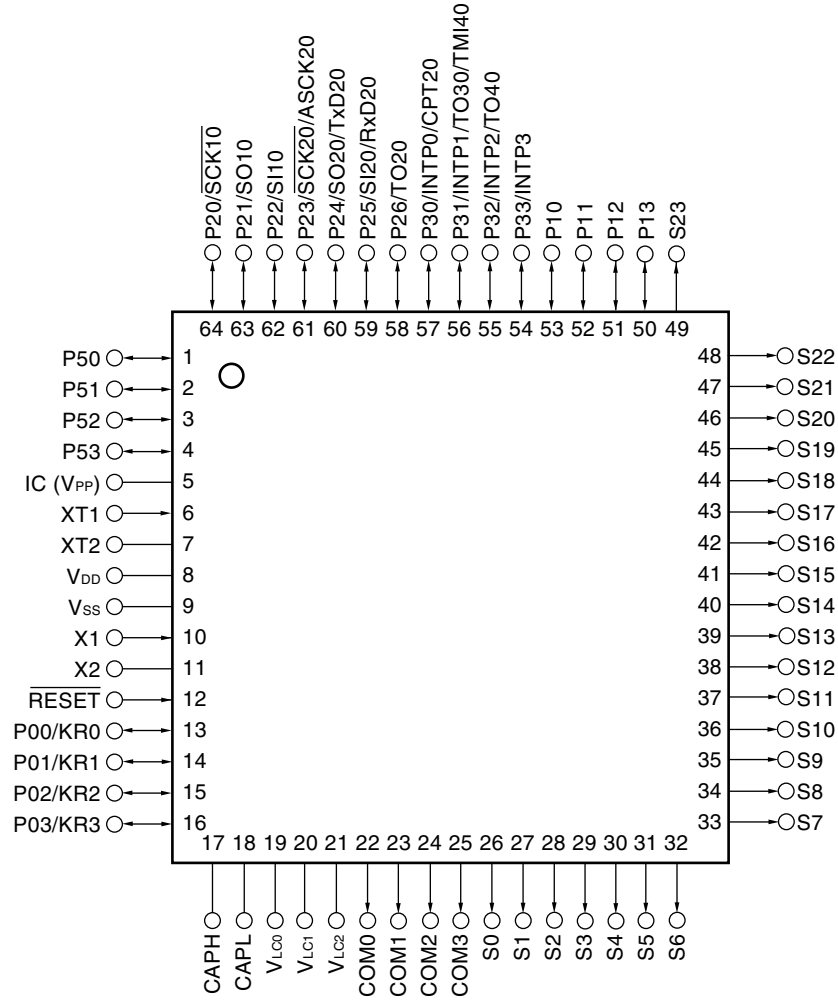 P20/SCK10
P21/SO10
P22/SI10
P23/SCK20/ASCK20
P24/SO20/TxD20
P25/SI20/RxD20
P26/TO20
P30/INTP0/CPT20
P31/INTP1/TO30/TMI40
P32/INTP2/TO40
P33/INTP3
P10
P11
P12
P13
S23
64 63 62 61 60 59 58 57 56 55 54 53 52 51 50 49
P50 1
P51 2
P52 3
P53 4
IC (VPP) 5
XT1 6
XT2 7
VDD 8
VSS 9
X1 10
X2 11
RESET 12
P00/KR0 13
P01/KR1 14
P02/KR2 15
P03/KR3 16
48 S22
47 S21
46 S20
45 S19
44 S18
43 S17
42 S16
41 S15
40 S14
39 S13
38 S12
37 S11
36 S10
35 S9
34 S8
33 S7
17 18 19 20 21 22 23 24 25 26 27 28 29 30 31 32
CAPH
CAPL
VLC0
VLC1
VLC2
COM0
COM1
COM2
COM3
S0
S1
S2
S3
S4
S5
S6